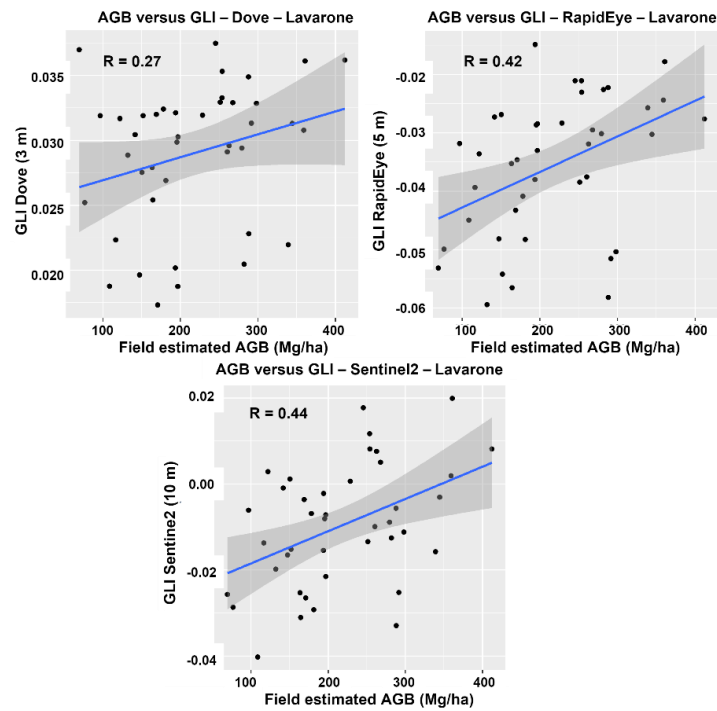 AGB versus GLI – Dove – Lavarone
R = 0.27
GLI Dove (3 m)
0.035
0.030
0.025
0.020
100 200 300 400
Field estimated AGB (Mg/ha)
AGB versus GLI – RapidEye – Lavarone
R = 0.42
GLI RapidEye (5 m)
-0.02
-0.03
-0.04
-0.05
-0.06
100 200 300 400
Field estimated AGB (Mg/ha)
AGB versus GLI – Sentinel2 – Lavarone
R = 0.44
GLI Sentine2 (10 m)
0.02
0.00
-0.02
-0.04
100 200 300 400
Field estimated AGB (Mg/ha)